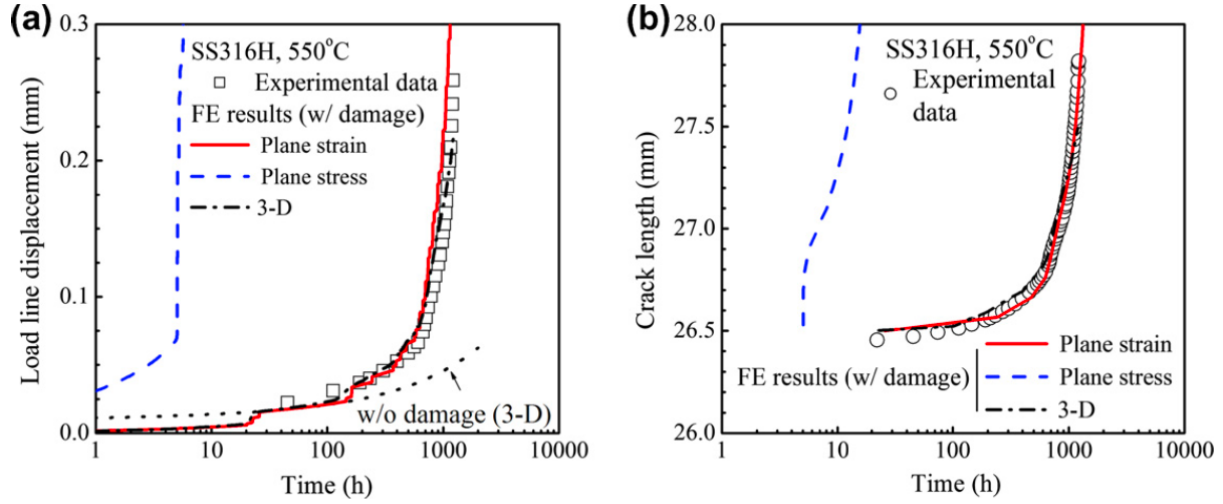 (a)
0.3
0.2
0.1
0.0
Load line displacement (mm)
SS316H, 550°C
Experimental data
FE results (w/ damage)
Plane strain
Plane stress
3-D
w/o damage (3-D)
1
10
100
1000
10000
Time (h)
(b)
28.0
27.5
27.0
26.5
26.0
Crack length (mm)
SS316H, 550°C
Experimental
data
FE results (w/ damage)
Plane strain
Plane stress
3-D
1
10
100
1000
10000
Time (h)